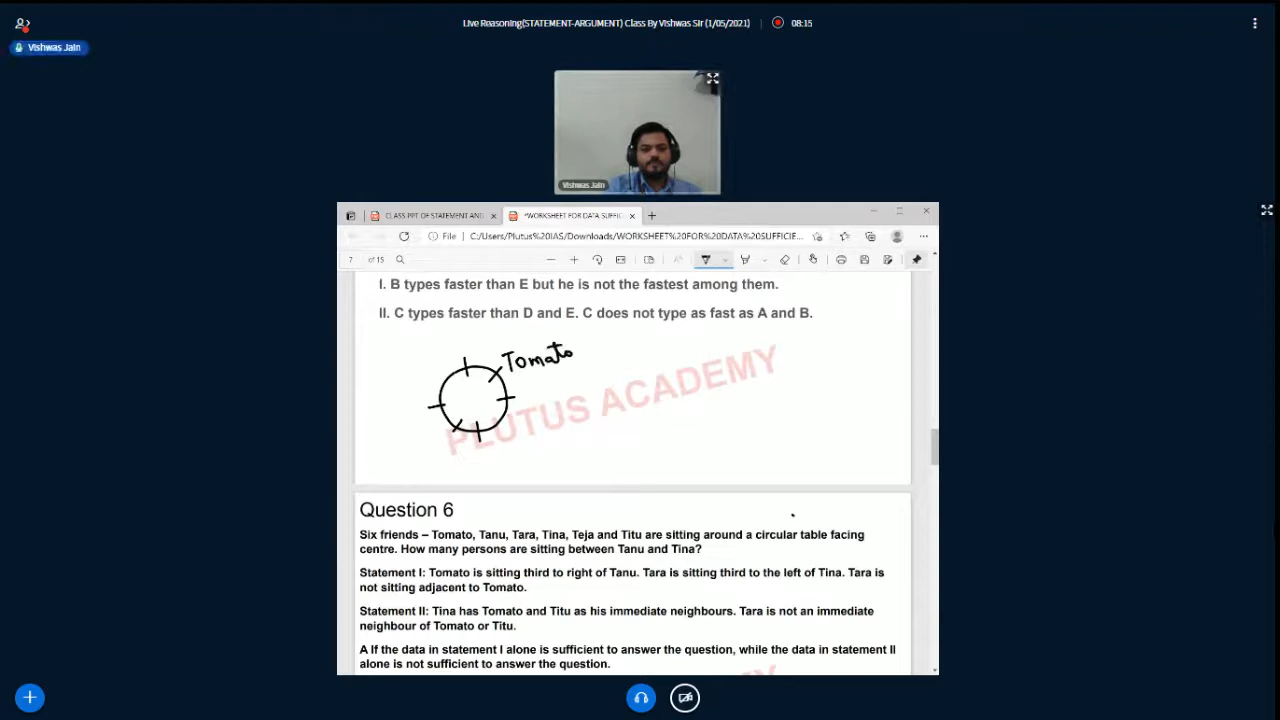 Live Reasoning(STATEMENT-ARGUMENT) Class By Vishwas Sir (1/05/2021)
08:15
Vishwas Jain
Vishwas Jain
CLASS PPT OF STATEMENT AND
*WORKSHEET FOR DATA SUFFIC
File
C:/Users/Plutus%20IAS/Downloads/WORKSHEET%20FOR%20DATA%20SUFFICIE...
7 of 15
I. B types faster than E but he is not the fastest among them.
II. C types faster than D and E. C does not type as fast as A and B.
Tomato
PLUTUS ACADEMY
Question 6
Six friends – Tomato, Tanu, Tara, Tina, Teja and Titu are sitting around a circular table facing
centre. How many persons are sitting between Tanu and Tina?
Statement I: Tomato is sitting third to right of Tanu. Tara is sitting third to the left of Tina. Tara is
not sitting adjacent to Tomato.
Statement II: Tina has Tomato and Titu as his immediate neighbours. Tara is not an immediate
neighbour of Tomato or Titu.
A If the data in statement I alone is sufficient to answer the question, while the data in statement II
alone is not sufficient to answer the question.